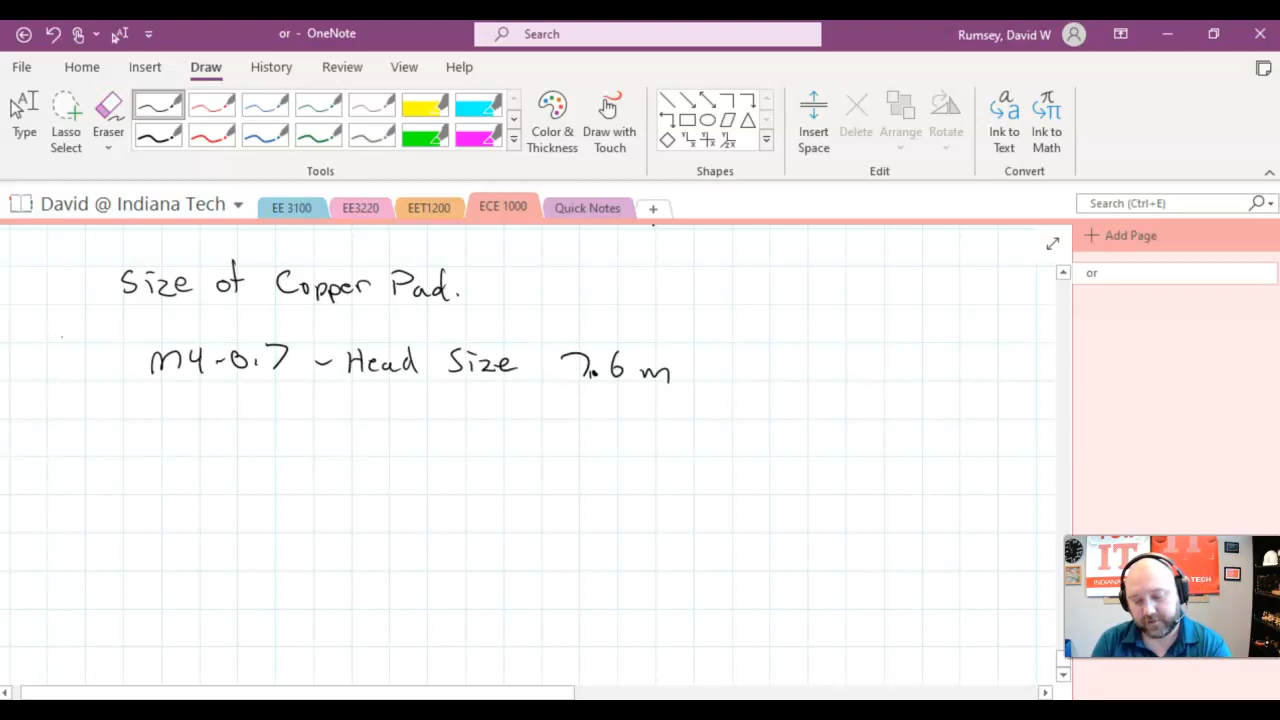 or - OneNote
Search
Rumsey, David W
File Home Insert Draw History Review View Help
Type
Lasso Select
Eraser
Color & Thickness
Draw with Touch
Insert Space
Delete
Arrange
Rotate
Ink to Text
Ink to Math
Tools
Shapes
Edit
Convert
David @ Indiana Tech
EE 3100
EE3220
EET1200
ECE 1000
Quick Notes
Search (Ctrl+E)
Add Page
or
Size of Copper Pad.
M4-0.7 - Head Size 7.6 m
IT
INDIANA TECH